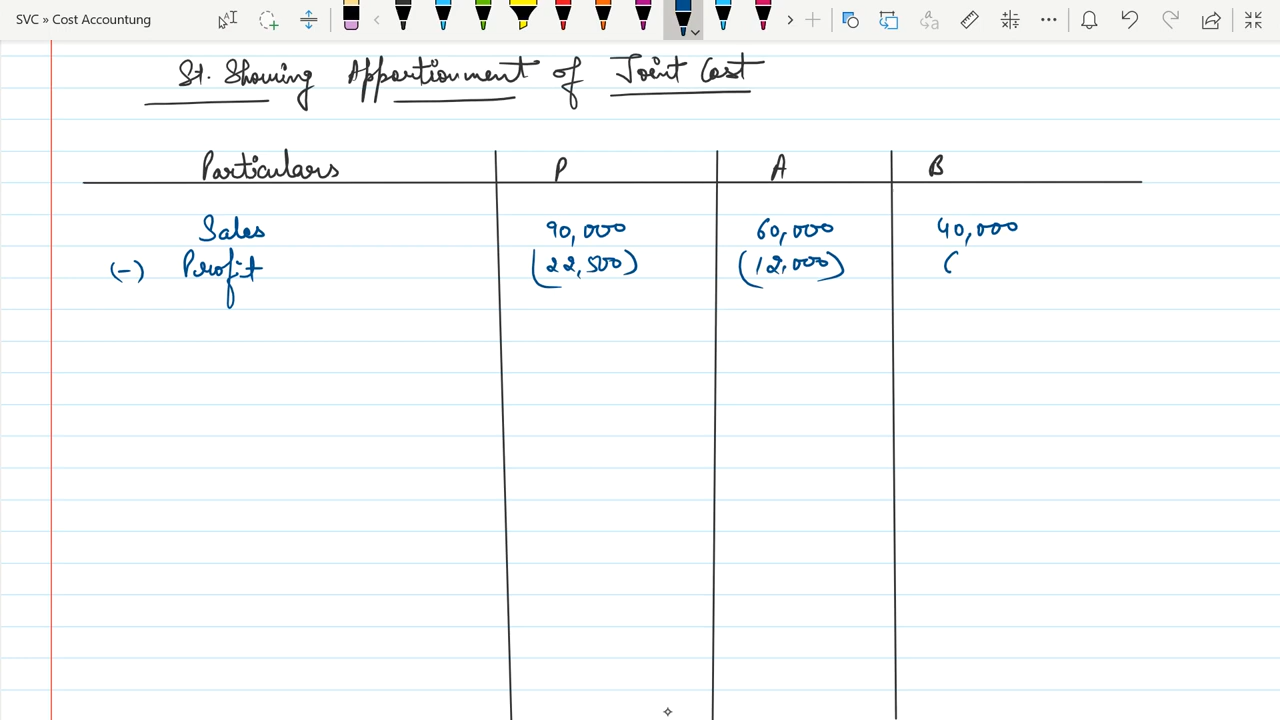 SVC » Cost Accountung
St. Showing Apportionment of Joint Cost
Particulars P A B
Sales 90,000 60,000 40,000
(-) Profit (22,500) (12,000) (